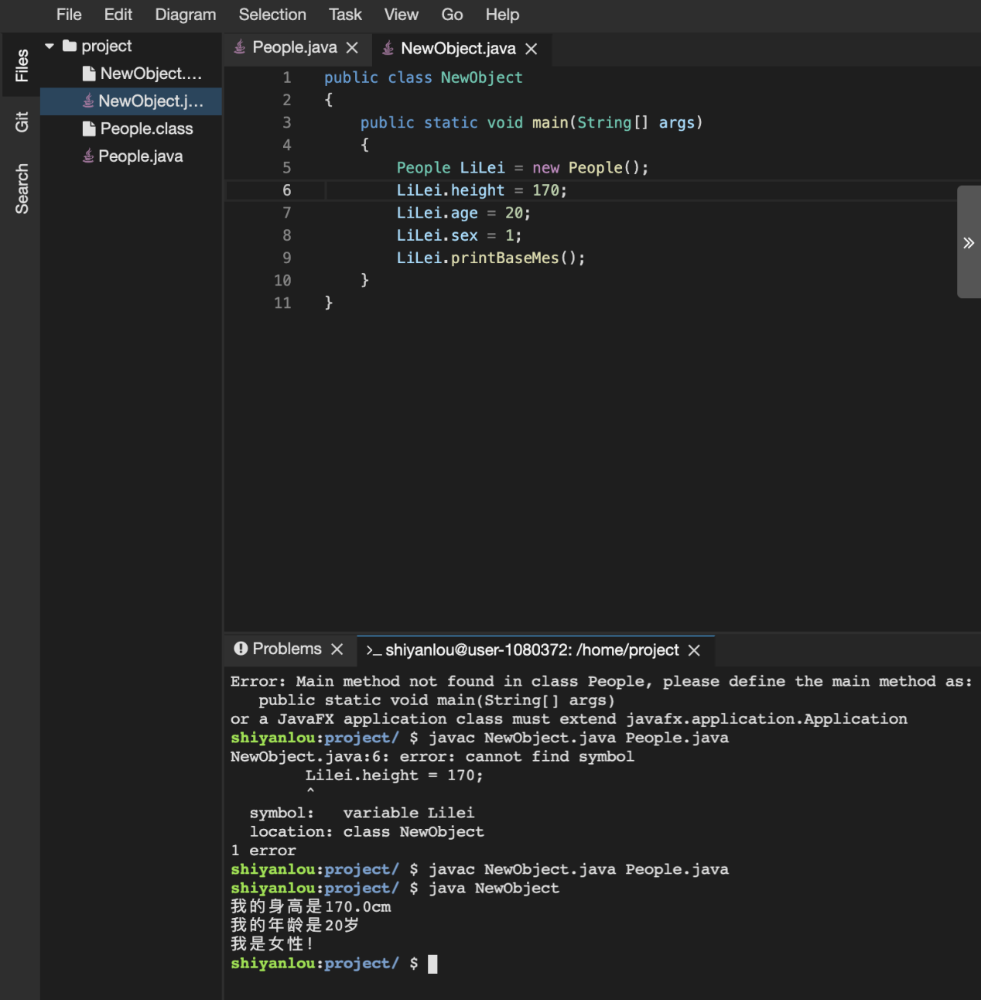 File Edit Diagram Selection Task View Go Help
Files
Git
Search
project
NewObject....
NewObject.j...
People.class
People.java
People.java NewObject.java
1 public class NewObject
2 {
3 public static void main(String[] args)
4 {
5 People LiLei = new People();
6 LiLei.height = 170;
7 LiLei.age = 20;
8 LiLei.sex = 1;
9 LiLei.printBaseMes();
10 }
11 }
Problems >_ shiyanlou@user-1080372: /home/project
Error: Main method not found in class People, please define the main method as:
public static void main(String[] args)
or a JavaFX application class must extend javafx.application.Application
shiyanlou:project/ $ javac NewObject.java People.java
NewObject.java:6: error: cannot find symbol
Lilei.height = 170;
^
symbol: variable Lilei
location: class NewObject
1 error
shiyanlou:project/ $ javac NewObject.java People.java
shiyanlou:project/ $ java NewObject
我的身高是170.0cm
我的年龄是20岁
我是女性!
shiyanlou:project/ $